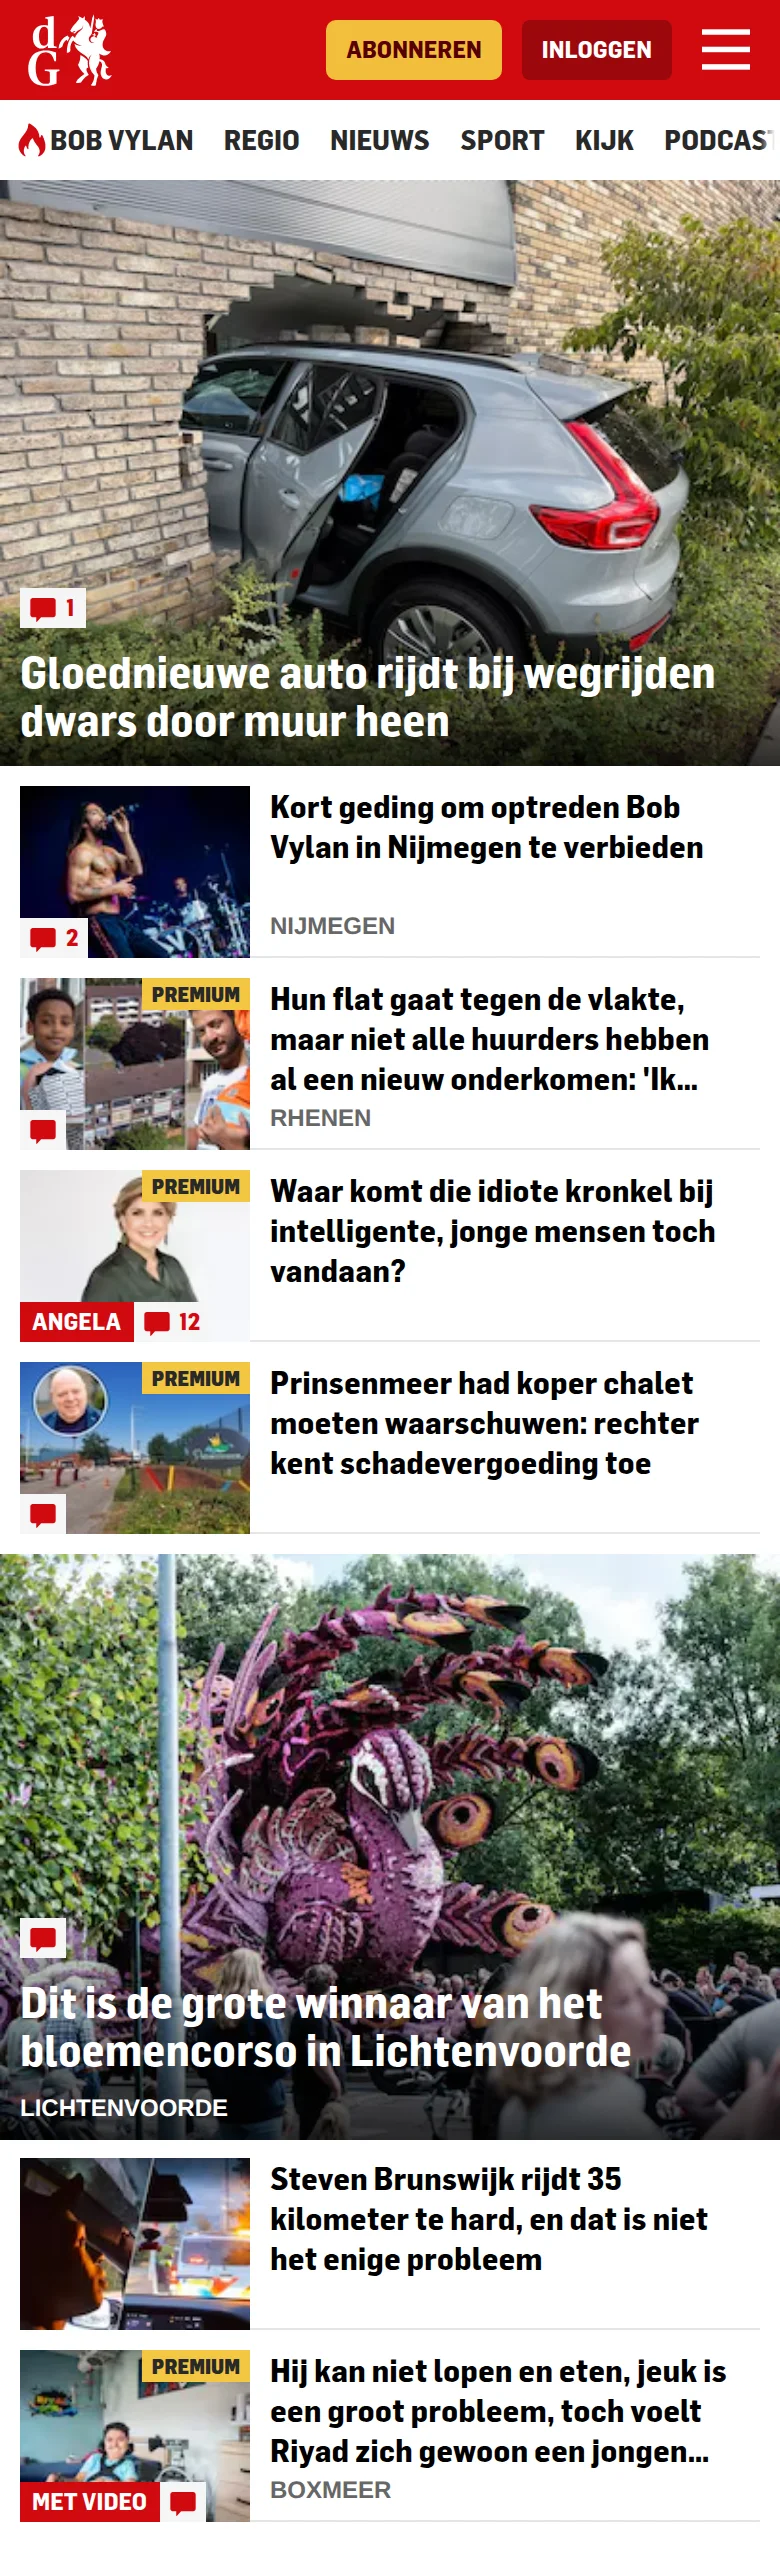 dG
ABONNEREN
INLOGGEN
BOB VYLAN REGIO NIEUWS SPORT KIJK PODCAST
1
Gloednieuwe auto rijdt bij wegrijden
dwars door muur heen
Kort geding om optreden Bob
Vylan in Nijmegen te verbieden
2
NIJMEGEN
PREMIUM
Hun flat gaat tegen de vlakte,
maar niet alle huurders hebben
al een nieuw onderkomen: 'Ik...
RHENEN
PREMIUM
Waar komt die idiote kronkel bij
intelligente, jonge mensen toch
vandaan?
ANGELA
12
PREMIUM
Prinsenmeer had koper chalet
moeten waarschuwen: rechter
kent schadevergoeding toe
Dit is de grote winnaar van het
bloemencorso in Lichtenvoorde
LICHTENVOORDE
Steven Brunswijk rijdt 35
kilometer te hard, en dat is niet
het enige probleem
PREMIUM
Hij kan niet lopen en eten, jeuk is
een groot probleem, toch voelt
Riyad zich gewoon een jongen...
MET VIDEO
BOXMEER